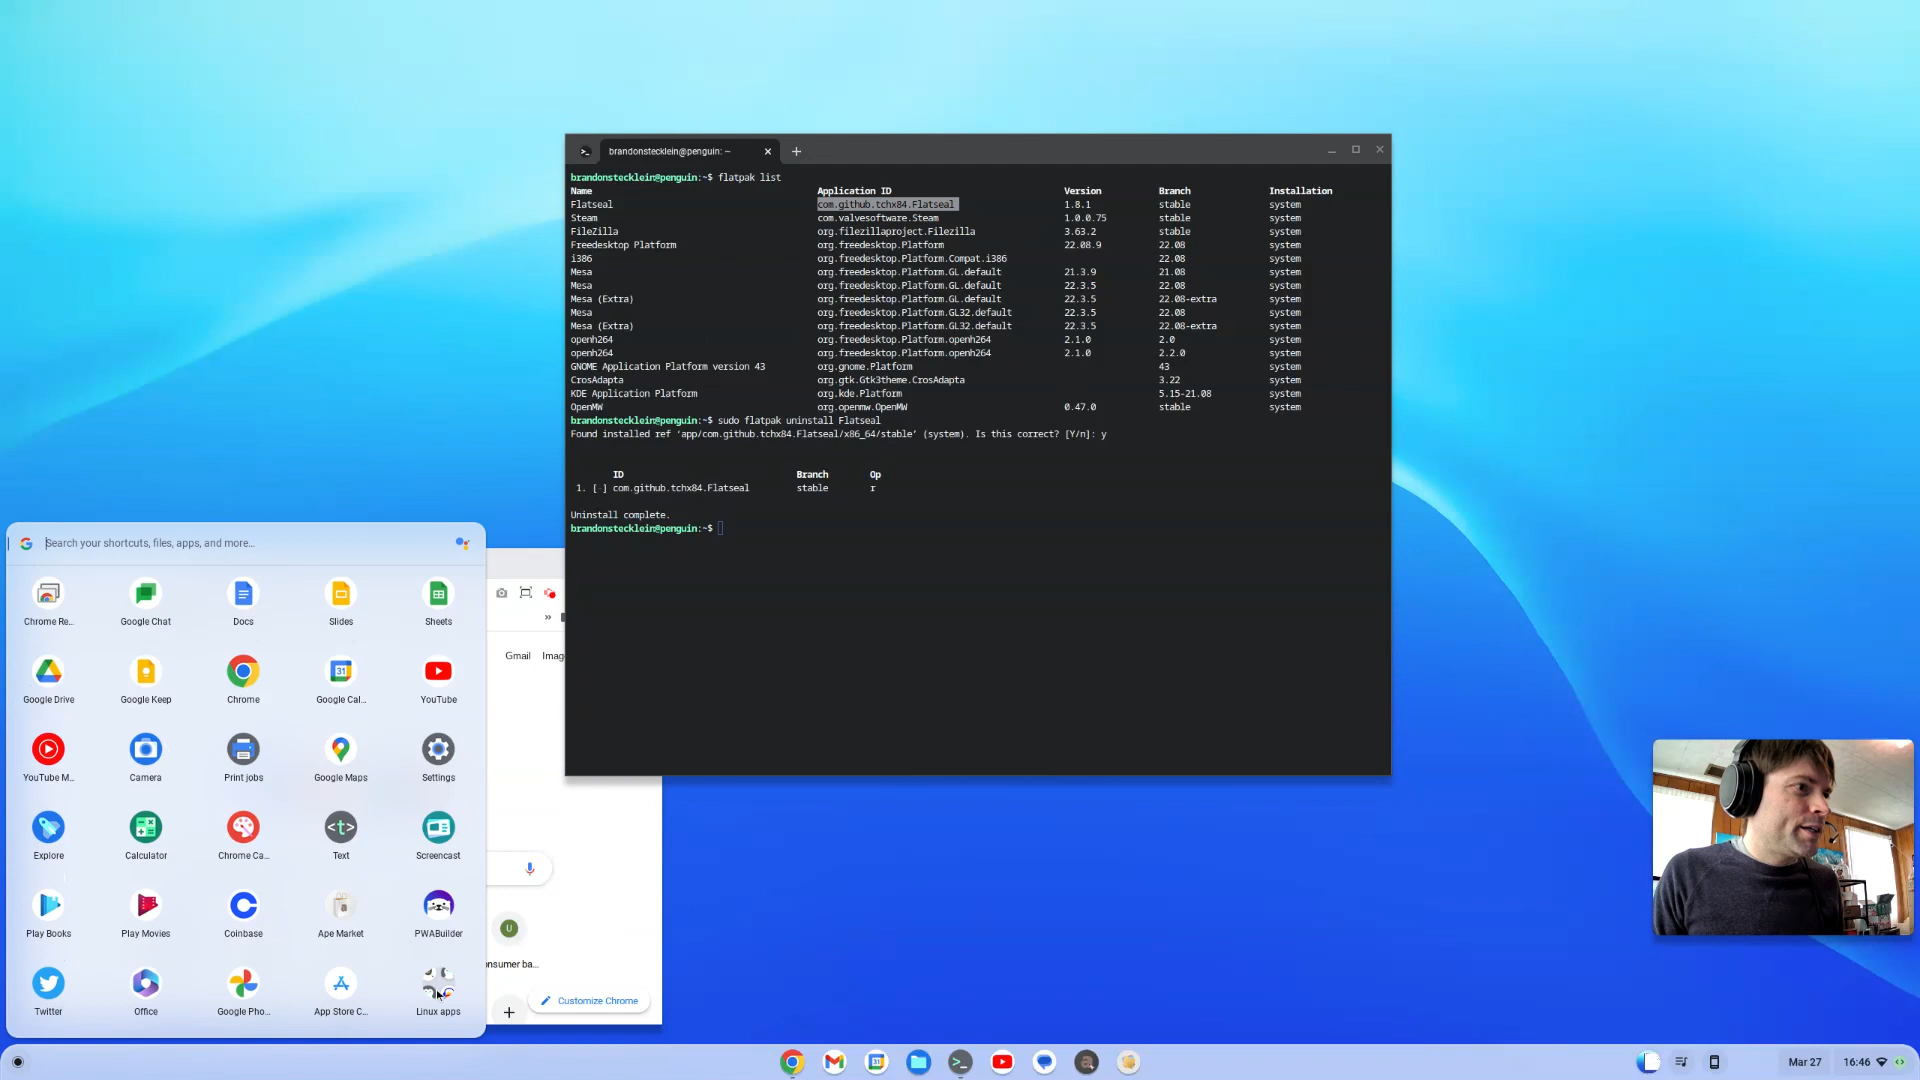 brandonstecklein@penguin: ~
brandonstecklein@penguin:~$ flatpak list
Name Application ID Version Branch Installation
Flatseal com.github.tchx84.Flatseal 1.8.1 stable system
Steam com.valvesoftware.Steam 1.0.0.75 stable system
FileZilla org.filezillaproject.Filezilla 3.63.2 stable system
Freedesktop Platform org.freedesktop.Platform 22.08.9 22.08 system
i386 org.freedesktop.Platform.Compat.i386 22.08 system
Mesa org.freedesktop.Platform.GL.default 21.3.9 21.08 system
Mesa org.freedesktop.Platform.GL.default 22.3.5 22.08 system
Mesa (Extra) org.freedesktop.Platform.GL.default 22.3.5 22.08-extra system
Mesa org.freedesktop.Platform.GL32.default 22.3.5 22.08 system
Mesa (Extra) org.freedesktop.Platform.GL32.default 22.3.5 22.08-extra system
openh264 org.freedesktop.Platform.openh264 2.1.0 2.0 system
openh264 org.freedesktop.Platform.openh264 2.1.0 2.2.0 system
GNOME Application Platform version 43 org.gnome.Platform 43 system
CrosAdapta org.gtk.Gtk3theme.CrosAdapta 3.22 system
KDE Application Platform org.kde.Platform 5.15-21.08 system
OpenMW org.openmw.OpenMW 0.47.0 stable system
brandonstecklein@penguin:~$ sudo flatpak uninstall Flatseal
Found installed ref ‘app/com.github.tchx84.Flatseal/x86_64/stable’ (system). Is this correct? [Y/n]: y
ID Branch Op
1. [-] com.github.tchx84.Flatseal stable r
Uninstall complete.
brandonstecklein@penguin:~$
Search your shortcuts, files, apps, and more...
Chrome Re... Google Chat Docs Slides Sheets
Google Drive Google Keep Chrome Google Cal... YouTube
YouTube M... Camera Print jobs Google Maps Settings
Explore Calculator Chrome Ca... Text Screencast
Play Books Play Movies Coinbase Ape Market PWABuilder
Twitter Office Google Pho... App Store C... Linux apps
31
<t>
Gmail Imag
U
onsumer ba...
Customize Chrome
31
Mar 27 16:46